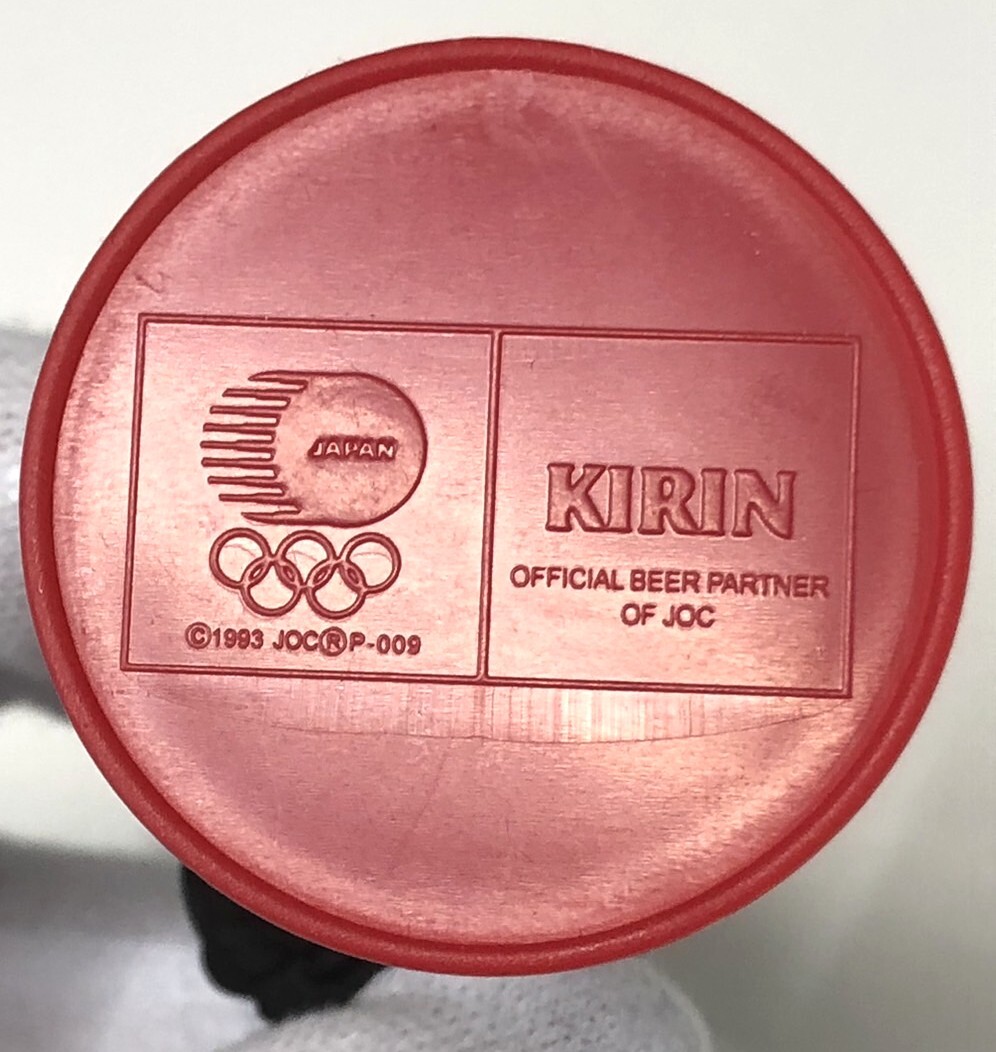 JAPAN
©1993 JOC®P-009
KIRIN
OFFICIAL BEER PARTNER
OF JOC